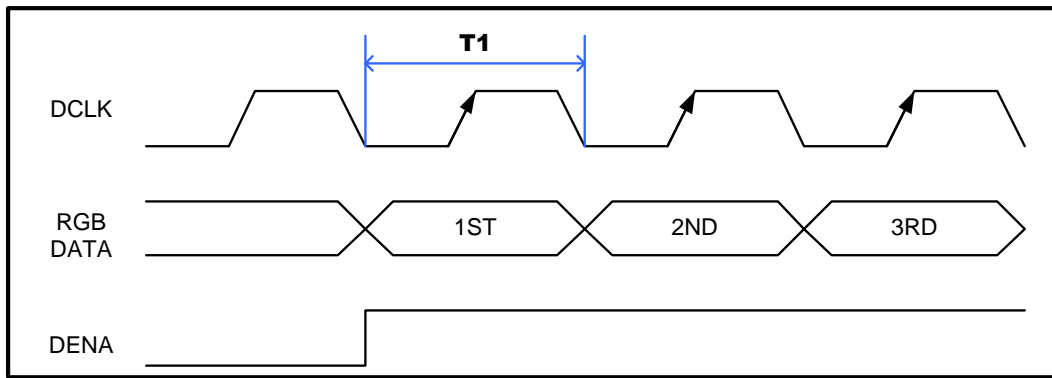 T1
DCLK
RGB
DATA
1ST
2ND
3RD
DENA